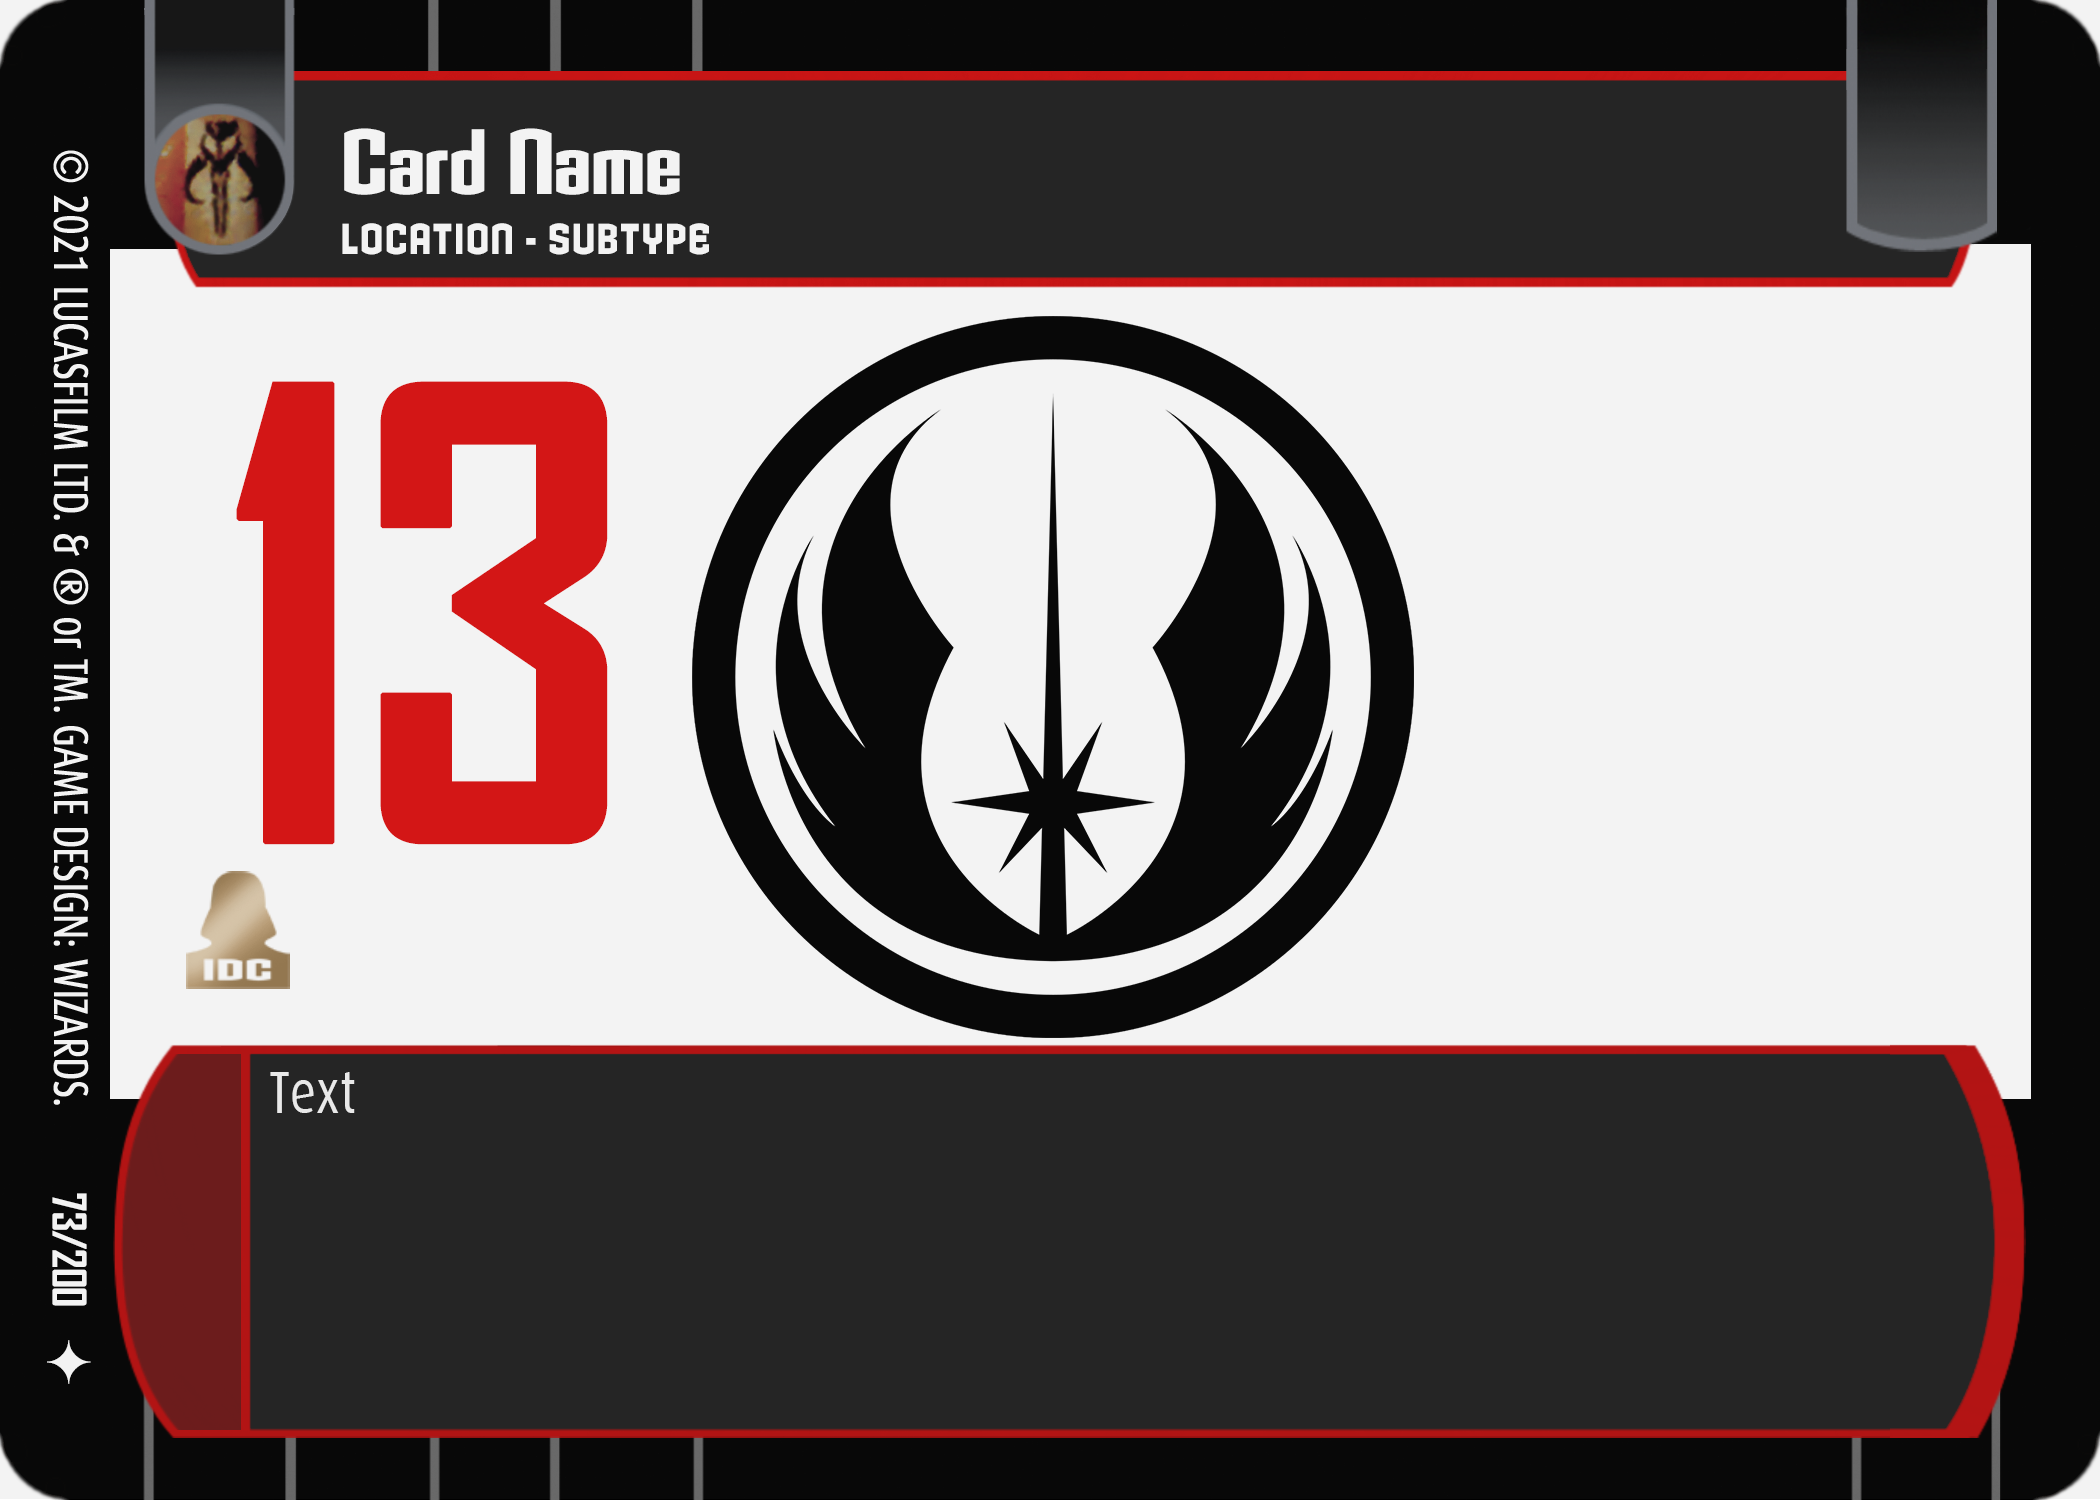 Card Name
LOCATION - SUBTYPE
13
IDC
Text
© 2021 LUCASFILM LTD. & ® or TM. GAME DESIGN: WIZARDS.
73/200